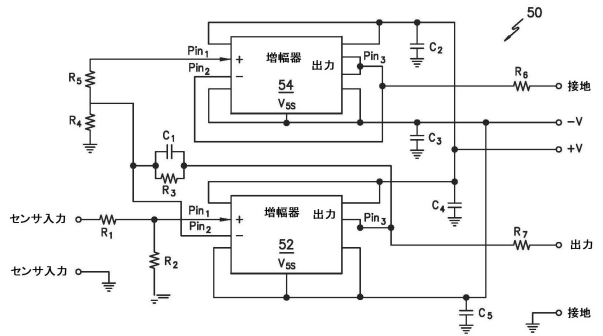 50
C2
Pin1
Pin2
Pin3
増幅器
+
−
出力
54
V5S
R5
R4
R6
接地
−V
+V
C3
C1
R3
C4
センサ入力
R1
Pin1
Pin2
Pin3
増幅器
+
−
出力
52
V5S
R2
R7
出力
センサ入力
C5
接地